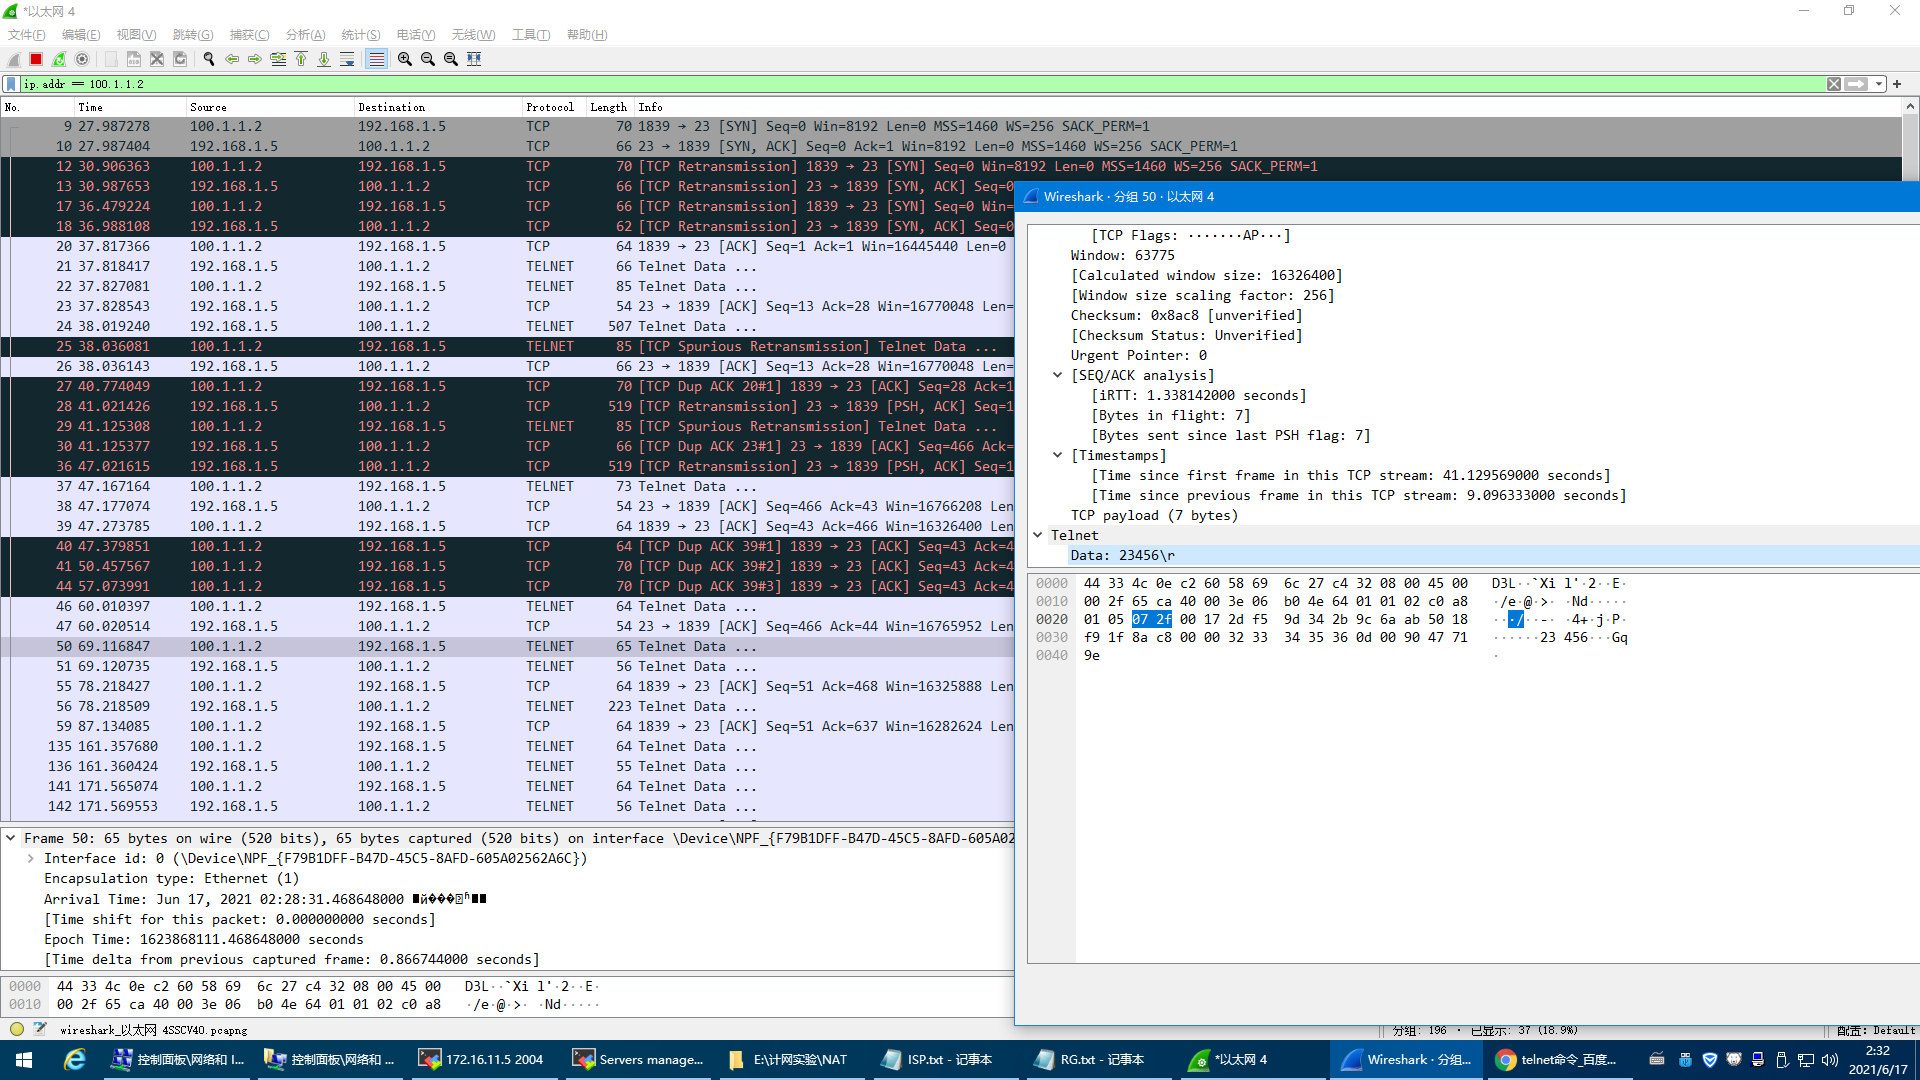 *以太网 4
文件(F) 编辑(E) 视图(V) 跳转(G) 捕获(C) 分析(A) 统计(S) 电话(Y) 无线(W) 工具(T) 帮助(H)
ip.addr == 100.1.1.2
No. Time Source Destination Protocol Length Info
9 27.987278 100.1.1.2 192.168.1.5 TCP 70 1839 → 23 [SYN] Seq=0 Win=8192 Len=0 MSS=1460 WS=256 SACK_PERM=1
10 27.987404 192.168.1.5 100.1.1.2 TCP 66 23 → 1839 [SYN, ACK] Seq=0 Ack=1 Win=8192 Len=0 MSS=1460 WS=256 SACK_PERM=1
12 30.906363 100.1.1.2 192.168.1.5 TCP 70 [TCP Retransmission] 1839 → 23 [SYN] Seq=0 Win=8192 Len=0 MSS=1460 WS=256 SACK_PERM=1
13 30.987653 192.168.1.5 100.1.1.2 TCP 66 [TCP Retransmission] 23 → 1839 [SYN, ACK] Seq=0
17 36.479224 100.1.1.2 192.168.1.5 TCP 66 [TCP Retransmission] 1839 → 23 [SYN] Seq=0 Win=
18 36.988108 192.168.1.5 100.1.1.2 TCP 62 [TCP Retransmission] 23 → 1839 [SYN, ACK] Seq=0
20 37.817366 100.1.1.2 192.168.1.5 TCP 64 1839 → 23 [ACK] Seq=1 Ack=1 Win=16445440 Len=0
21 37.818417 192.168.1.5 100.1.1.2 TELNET 66 Telnet Data ...
22 37.827081 100.1.1.2 192.168.1.5 TELNET 85 Telnet Data ...
23 37.828543 192.168.1.5 100.1.1.2 TCP 54 23 → 1839 [ACK] Seq=13 Ack=28 Win=16770048 Len=
24 38.019240 192.168.1.5 100.1.1.2 TELNET 507 Telnet Data ...
25 38.036081 100.1.1.2 192.168.1.5 TELNET 85 [TCP Spurious Retransmission] Telnet Data ...
26 38.036143 192.168.1.5 100.1.1.2 TCP 66 23 → 1839 [ACK] Seq=13 Ack=28 Win=16770048 Len=
27 40.774049 100.1.1.2 192.168.1.5 TCP 70 [TCP Dup ACK 20#1] 1839 → 23 [ACK] Seq=28 Ack=1
28 41.021426 192.168.1.5 100.1.1.2 TCP 519 [TCP Retransmission] 23 → 1839 [PSH, ACK] Seq=1
29 41.125308 100.1.1.2 192.168.1.5 TELNET 85 [TCP Spurious Retransmission] Telnet Data ...
30 41.125377 192.168.1.5 100.1.1.2 TCP 66 [TCP Dup ACK 23#1] 23 → 1839 [ACK] Seq=466 Ack=
36 47.021615 192.168.1.5 100.1.1.2 TCP 519 [TCP Retransmission] 23 → 1839 [PSH, ACK] Seq=1
37 47.167164 100.1.1.2 192.168.1.5 TELNET 73 Telnet Data ...
38 47.177074 192.168.1.5 100.1.1.2 TCP 54 23 → 1839 [ACK] Seq=466 Ack=43 Win=16766208 Len
39 47.273785 100.1.1.2 192.168.1.5 TCP 64 1839 → 23 [ACK] Seq=43 Ack=466 Win=16326400 Len
40 47.379851 100.1.1.2 192.168.1.5 TCP 64 [TCP Dup ACK 39#1] 1839 → 23 [ACK] Seq=43 Ack=4
41 50.457567 100.1.1.2 192.168.1.5 TCP 70 [TCP Dup ACK 39#2] 1839 → 23 [ACK] Seq=43 Ack=4
44 57.073991 100.1.1.2 192.168.1.5 TCP 70 [TCP Dup ACK 39#3] 1839 → 23 [ACK] Seq=43 Ack=4
46 60.010397 100.1.1.2 192.168.1.5 TELNET 64 Telnet Data ...
47 60.020514 192.168.1.5 100.1.1.2 TCP 54 23 → 1839 [ACK] Seq=466 Ack=44 Win=16765952 Len
50 69.116847 100.1.1.2 192.168.1.5 TELNET 65 Telnet Data ...
51 69.120735 192.168.1.5 100.1.1.2 TELNET 56 Telnet Data ...
55 78.218427 100.1.1.2 192.168.1.5 TCP 64 1839 → 23 [ACK] Seq=51 Ack=468 Win=16325888 Len
56 78.218509 192.168.1.5 100.1.1.2 TELNET 223 Telnet Data ...
59 87.134085 100.1.1.2 192.168.1.5 TCP 64 1839 → 23 [ACK] Seq=51 Ack=637 Win=16282624 Len
135 161.357680 100.1.1.2 192.168.1.5 TELNET 64 Telnet Data ...
136 161.360424 192.168.1.5 100.1.1.2 TELNET 55 Telnet Data ...
141 171.565074 100.1.1.2 192.168.1.5 TELNET 64 Telnet Data ...
142 171.569553 192.168.1.5 100.1.1.2 TELNET 56 Telnet Data ...
Frame 50: 65 bytes on wire (520 bits), 65 bytes captured (520 bits) on interface \Device\NPF_{F79B1DFF-B47D-45C5-8AFD-605A02
Interface id: 0 (\Device\NPF_{F79B1DFF-B47D-45C5-8AFD-605A02562A6C})
Encapsulation type: Ethernet (1)
Arrival Time: Jun 17, 2021 02:28:31.468648000
[Time shift for this packet: 0.000000000 seconds]
Epoch Time: 1623868111.468648000 seconds
[Time delta from previous captured frame: 0.866744000 seconds]
0000 44 33 4c 0e c2 60 58 69 6c 27 c4 32 08 00 45 00 D3L··`Xi l'·2··E·
0010 00 2f 65 ca 40 00 3e 06 b0 4e 64 01 01 02 c0 a8 ·/e·@·>· ·Nd·····
wireshark_以太网 4SSCV40.pcapng
分组: 196 · 已显示: 37 (18.9%)
配置: Default
Wireshark · 分组 50 · 以太网 4
[TCP Flags: ·······AP···]
Window: 63775
[Calculated window size: 16326400]
[Window size scaling factor: 256]
Checksum: 0x8ac8 [unverified]
[Checksum Status: Unverified]
Urgent Pointer: 0
[SEQ/ACK analysis]
[iRTT: 1.338142000 seconds]
[Bytes in flight: 7]
[Bytes sent since last PSH flag: 7]
[Timestamps]
[Time since first frame in this TCP stream: 41.129569000 seconds]
[Time since previous frame in this TCP stream: 9.096333000 seconds]
TCP payload (7 bytes)
Telnet
Data: 23456\r
0000 44 33 4c 0e c2 60 58 69 6c 27 c4 32 08 00 45 00 D3L··`Xi l'·2··E·
0010 00 2f 65 ca 40 00 3e 06 b0 4e 64 01 01 02 c0 a8 ·/e·@·>· ·Nd·····
0020 01 05 07 2f 00 17 2d f5 9d 34 2b 9c 6a ab 50 18 ···/··-· ·4+·j·P·
0030 f9 1f 8a c8 00 00 32 33 34 35 36 0d 00 90 47 71 ······23 456···Gq
0040 9e ·
控制面板\网络和 I...
控制面板\网络和 ...
172.16.11.5 2004
Servers manage...
E:\计网实验\NAT
ISP.txt - 记事本
RG.txt - 记事本
*以太网 4
Wireshark · 分组...
telnet命令_百度...
2:32
2021/6/17